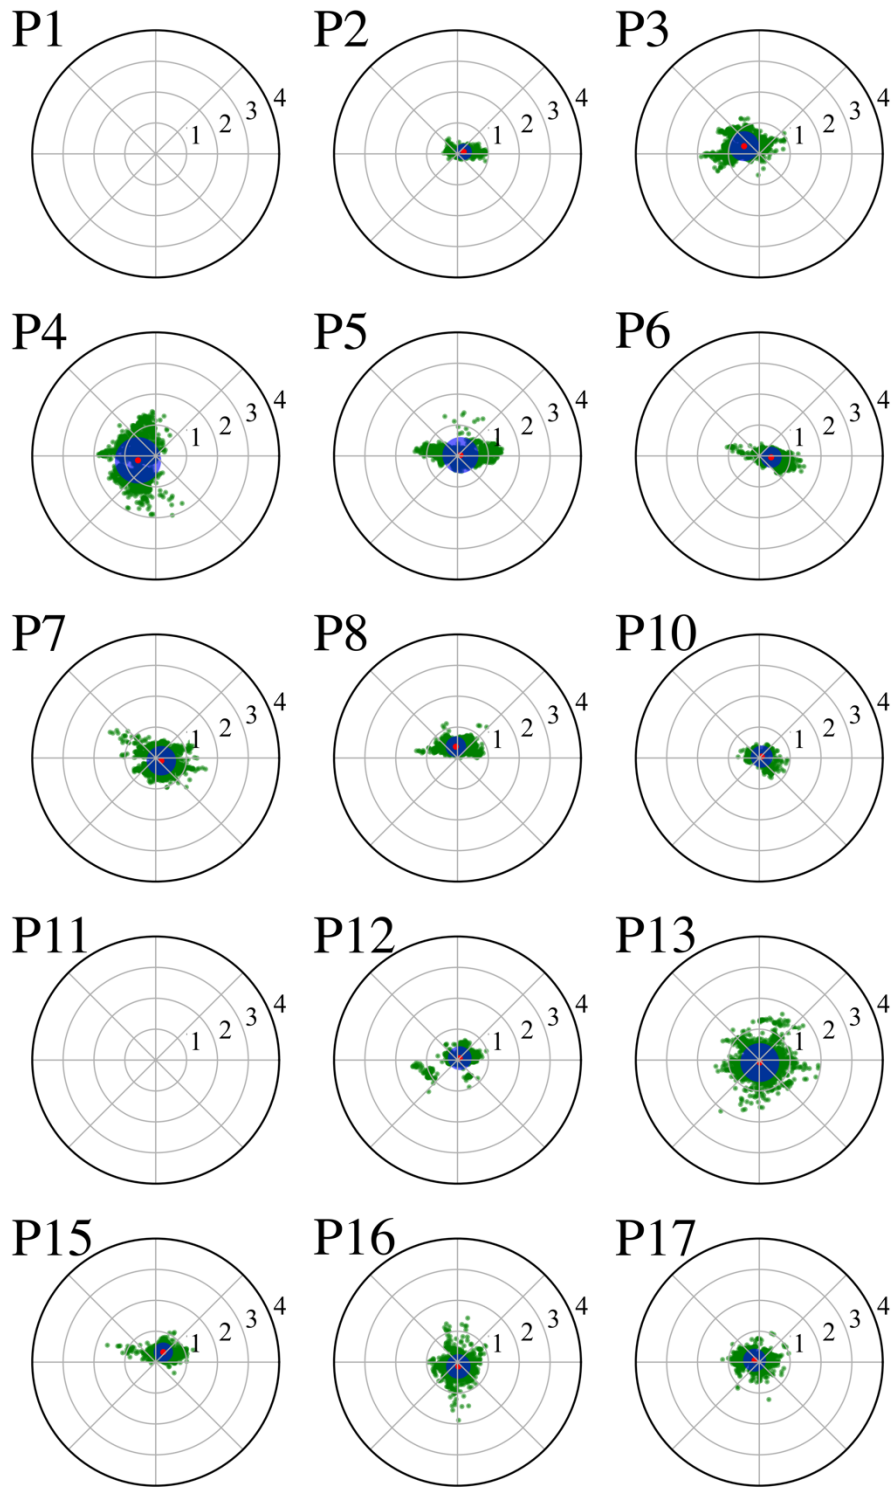 P1 1 2 3 4
P2 1 2 3 4
P3 1 2 3 4
P4 1 2 3 4
P5 1 2 3 4
P6 1 2 3 4
P7 1 2 3 4
P8 1 2 3 4
P10 1 2 3 4
P11 1 2 3 4
P12 1 2 3 4
P13 1 2 3 4
P15 1 2 3 4
P16 1 2 3 4
P17 1 2 3 4